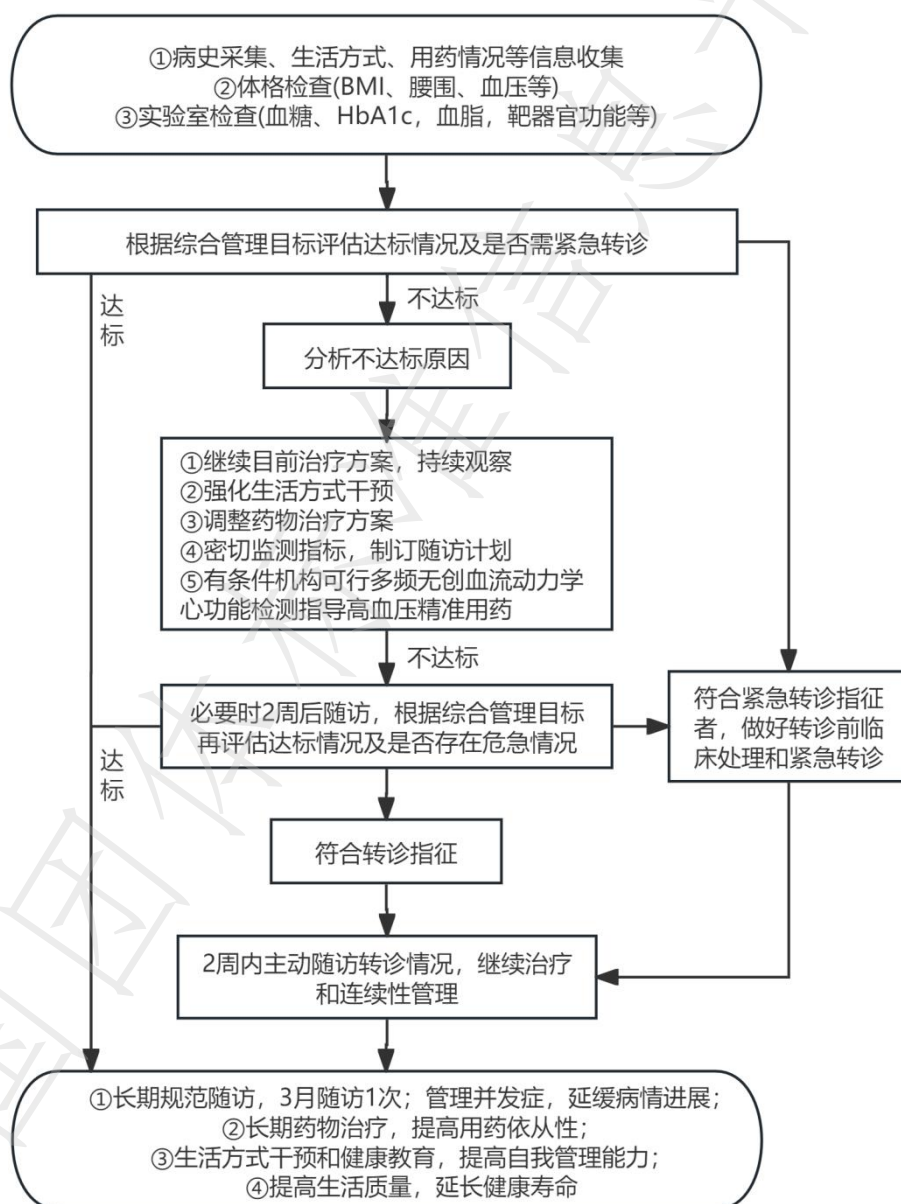 ①病史采集、生活方式、用药情况等信息收集
②体格检查(BMI、腰围、血压等)
③实验室检查(血糖、HbA1c，血脂，靶器官功能等)
根据综合管理目标评估达标情况及是否需紧急转诊
达
标
不达标
分析不达标原因
①继续目前治疗方案，持续观察
②强化生活方式干预
③调整药物治疗方案
④密切监测指标，制订随访计划
⑤有条件机构可行多频无创血流动力学
心功能检测指导高血压精准用药
不达标
必要时2周后随访，根据综合管理目标
再评估达标情况及是否存在危急情况
符合紧急转诊指征
者，做好转诊前临
床处理和紧急转诊
达
标
符合转诊指征
2周内主动随访转诊情况，继续治疗
和连续性管理
①长期规范随访，3月随访1次；管理并发症，延缓病情进展；
②长期药物治疗，提高用药依从性；
③生活方式干预和健康教育，提高自我管理能力；
④提高生活质量，延长健康寿命